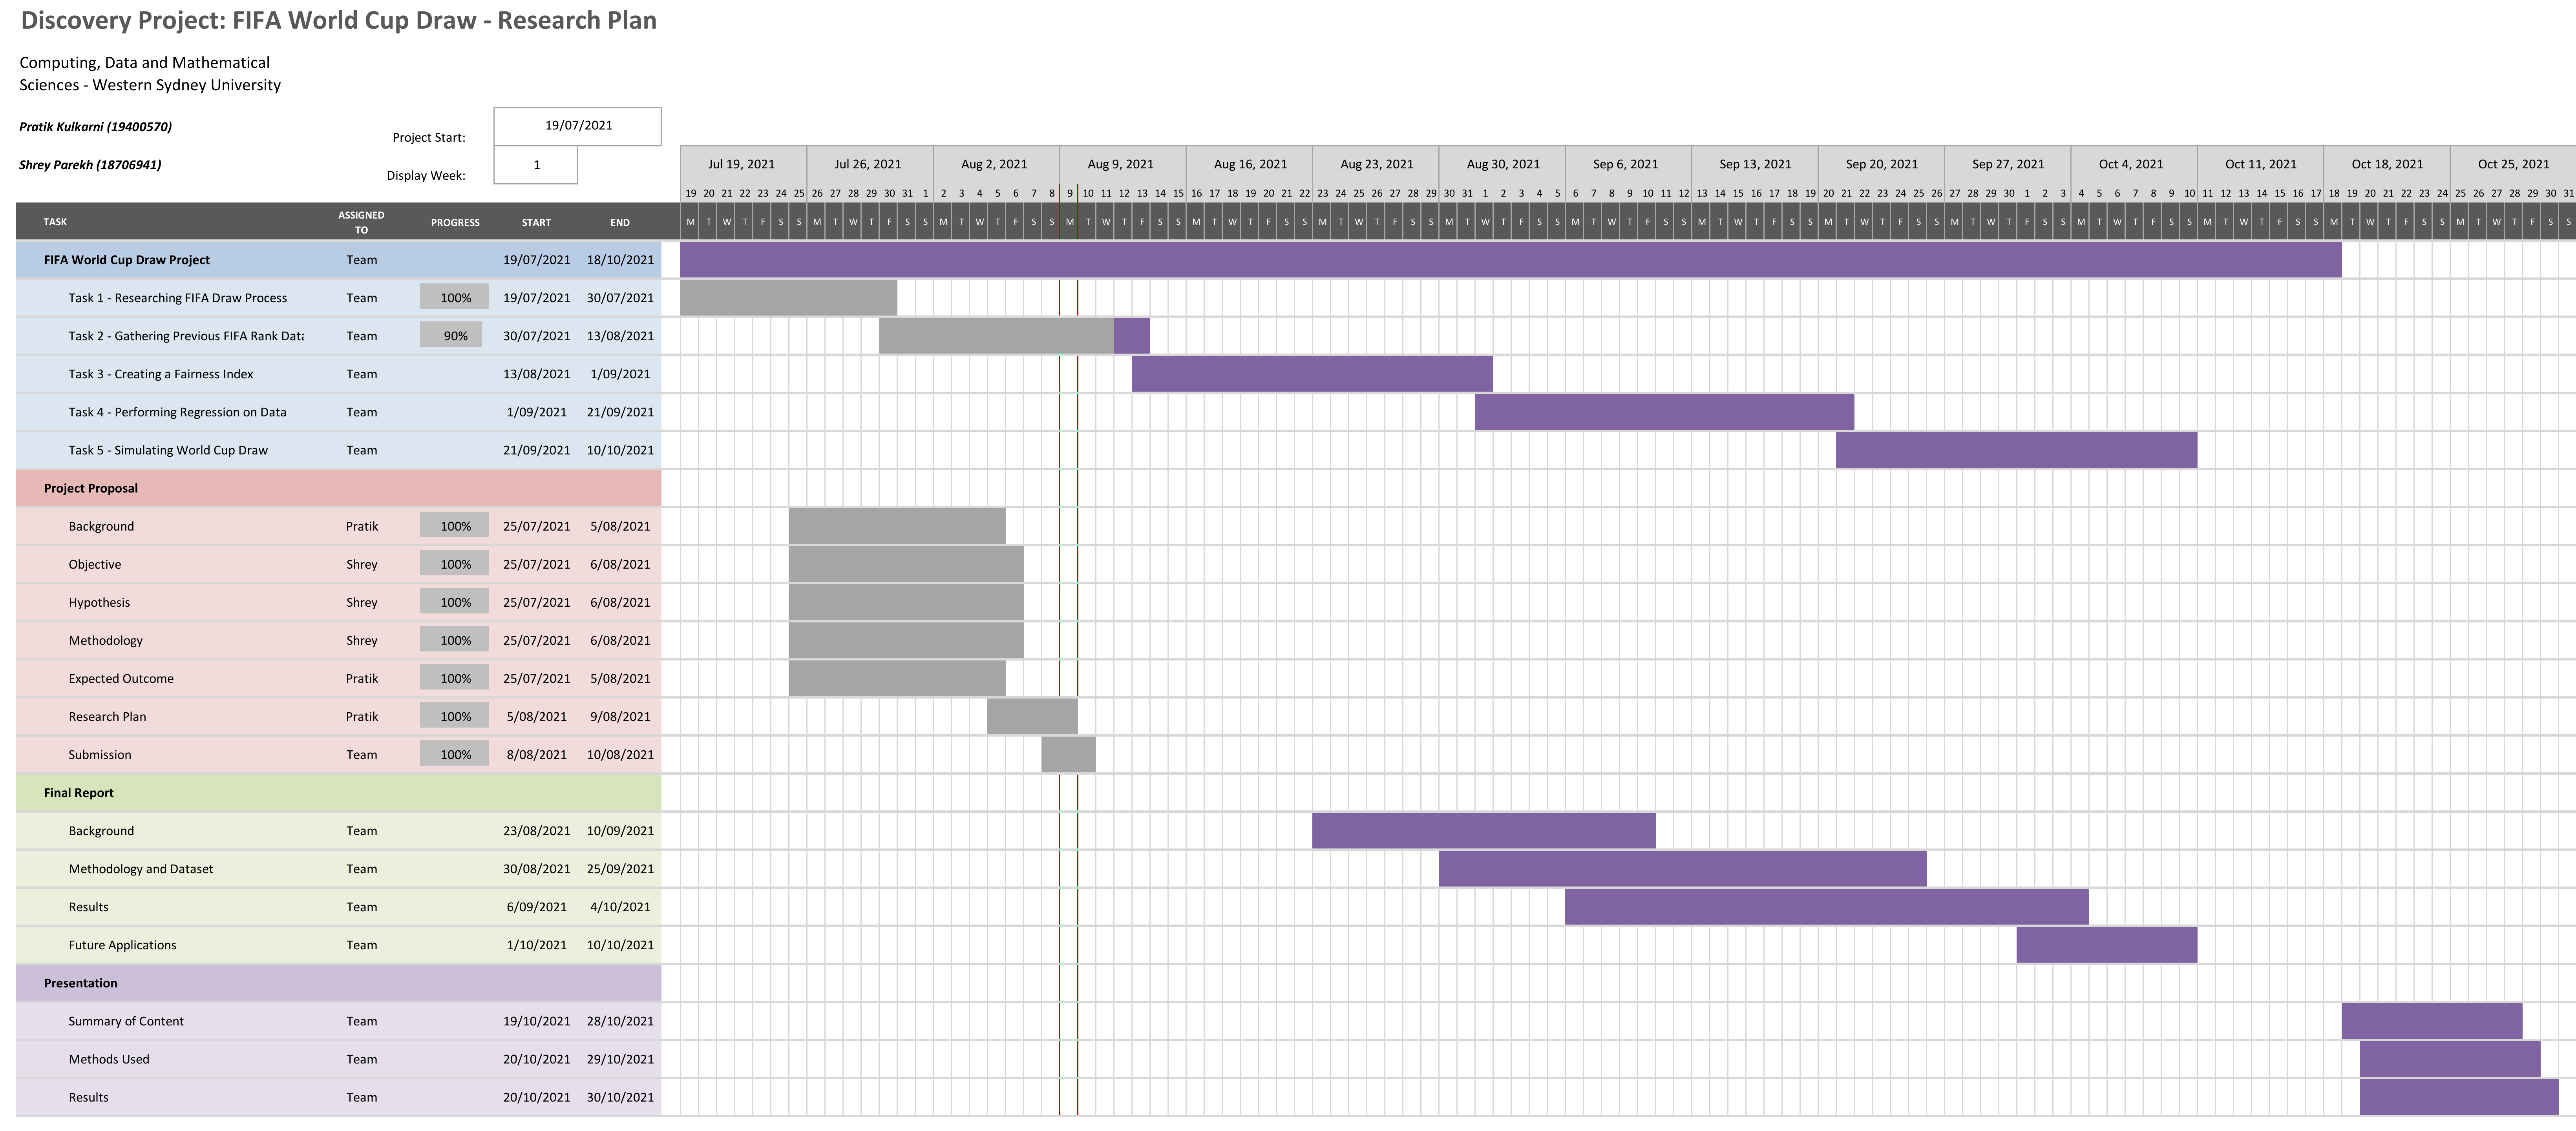 Discovery Project: FIFA World Cup Draw - Research Plan
Computing, Data and Mathematical
Sciences - Western Sydney University
Pratik Kulkarni (19400570)
Project Start: 19/07/2021
Shrey Parekh (18706941)
Display Week: 1
Jul 19, 2021 Jul 26, 2021 Aug 2, 2021 Aug 9, 2021 Aug 16, 2021 Aug 23, 2021 Aug 30, 2021 Sep 6, 2021 Sep 13, 2021 Sep 20, 2021 Sep 27, 2021 Oct 4, 2021 Oct 11, 2021 Oct 18, 2021 Oct 25, 2021
19 20 21 22 23 24 25 26 27 28 29 30 31 1 2 3 4 5 6 7 8 9 10 11 12 13 14 15 16 17 18 19 20 21 22 23 24 25 26 27 28 29 30 31 1 2 3 4 5 6 7 8 9 10 11 12 13 14 15 16 17 18 19 20 21 22 23 24 25 26 27 28 29 30 1 2 3 4 5 6 7 8 9 10 11 12 13 14 15 16 17 18 19 20 21 22 23 24 25 26 27 28 29 30 31
TASK ASSIGNED TO PROGRESS START END M T W T F S S M T W T F S S M T W T F S S M T W T F S S M T W T F S S M T W T F S S M T W T F S S M T W T F S S M T W T F S S M T W T F S S M T W T F S S M T W T F S S M T W T F S S M T W T F S S M T W T F S S
FIFA World Cup Draw Project Team 19/07/2021 18/10/2021
Task 1 - Researching FIFA Draw Process Team 100% 19/07/2021 30/07/2021
Task 2 - Gathering Previous FIFA Rank Data Team 90% 30/07/2021 13/08/2021
Task 3 - Creating a Fairness Index Team 13/08/2021 1/09/2021
Task 4 - Performing Regression on Data Team 1/09/2021 21/09/2021
Task 5 - Simulating World Cup Draw Team 21/09/2021 10/10/2021
Project Proposal
Background Pratik 100% 25/07/2021 5/08/2021
Objective Shrey 100% 25/07/2021 6/08/2021
Hypothesis Shrey 100% 25/07/2021 6/08/2021
Methodology Shrey 100% 25/07/2021 6/08/2021
Expected Outcome Pratik 100% 25/07/2021 5/08/2021
Research Plan Pratik 100% 5/08/2021 9/08/2021
Submission Team 100% 8/08/2021 10/08/2021
Final Report
Background Team 23/08/2021 10/09/2021
Methodology and Dataset Team 30/08/2021 25/09/2021
Results Team 6/09/2021 4/10/2021
Future Applications Team 1/10/2021 10/10/2021
Presentation
Summary of Content Team 19/10/2021 28/10/2021
Methods Used Team 20/10/2021 29/10/2021
Results Team 20/10/2021 30/10/2021